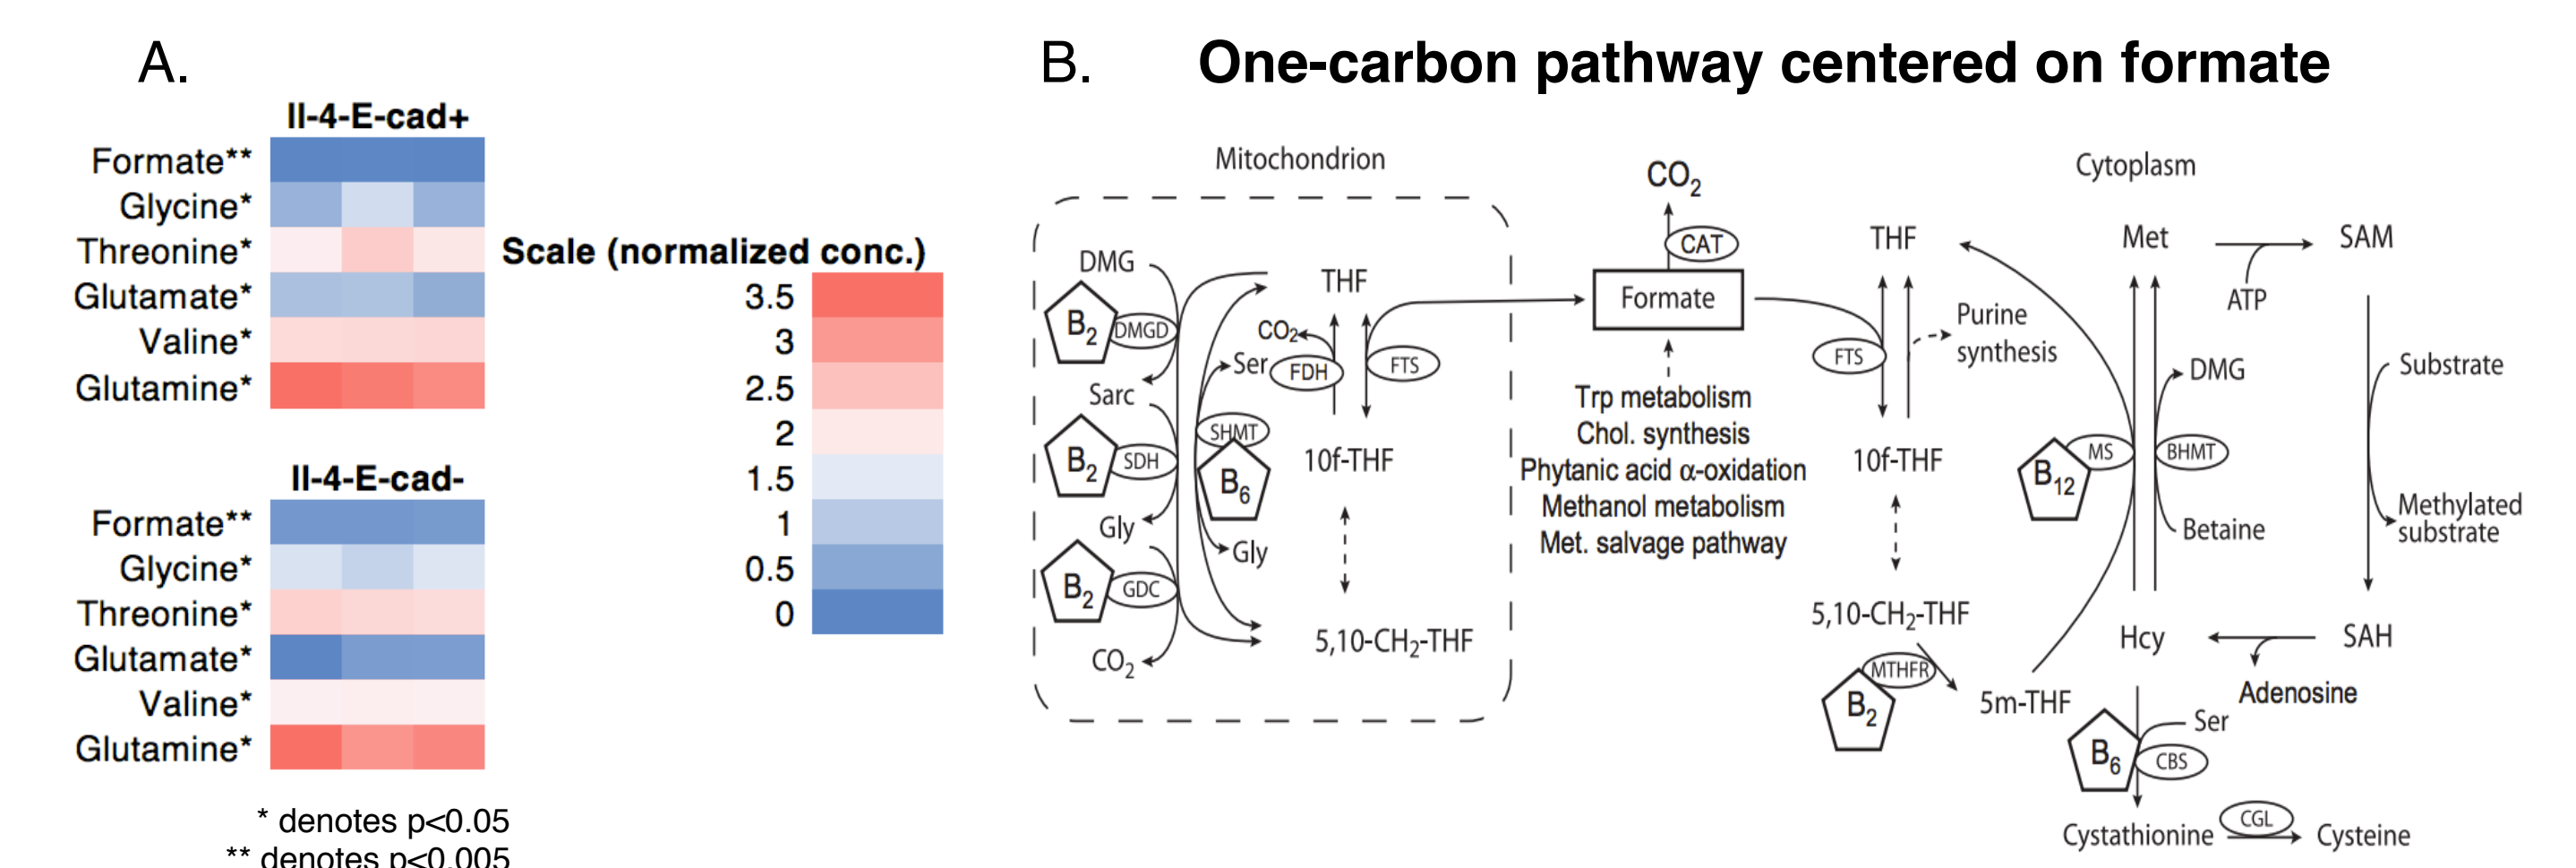 A.
Il-4-E-cad+
Formate**
Glycine*
Threonine*
Glutamate*
Valine*
Glutamine*
Il-4-E-cad-
Formate**
Glycine*
Threonine*
Glutamate*
Valine*
Glutamine*
* denotes p<0.05
** denotes p<0.005
Scale (normalized conc.)
3.5
3
2.5
2
1.5
1
0.5
0
B.
One-carbon pathway centered on formate
Mitochondrion
DMG
B2
DMGD
Sarc
B2
SDH
Gly
B2
GDC
CO2
THF
CO2
Ser
FDH
FTS
SHMT
B6
10f-THF
Gly
5,10-CH2-THF
CO2
CAT
Formate
Trp metabolism
Chol. synthesis
Phytanic acid α-oxidation
Methanol metabolism
Met. salvage pathway
Cytoplasm
THF
FTS
Purine
synthesis
10f-THF
5,10-CH2-THF
MTHFR
B2
5m-THF
Met
SAM
ATP
DMG
MS
B12
BHMT
Betaine
Substrate
Methylated
substrate
Hcy
SAH
Adenosine
Ser
B6
CBS
Cystathionine
CGL
Cysteine